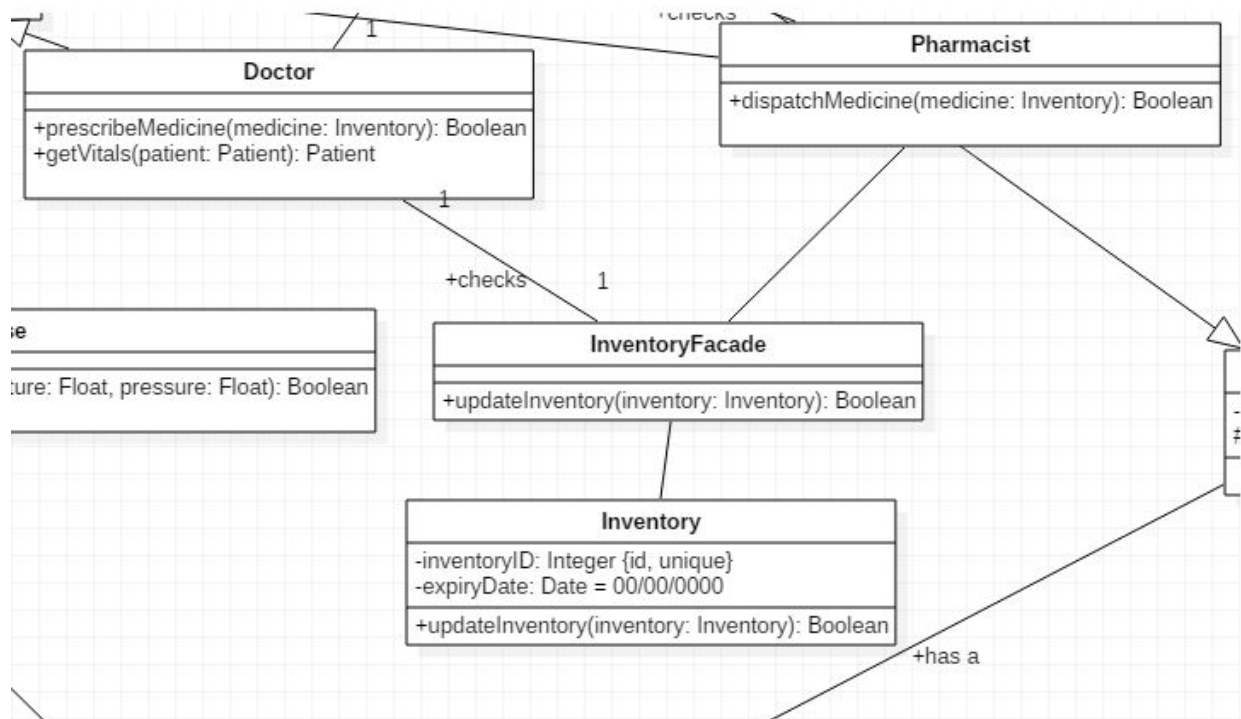 +checks
1
Doctor
+prescribeMedicine(medicine: Inventory): Boolean
+getVitals(patient: Patient): Patient
Pharmacist
+dispatchMedicine(medicine: Inventory): Boolean
1
+checks
1
se
ture: Float, pressure: Float): Boolean
InventoryFacade
+updateInventory(inventory: Inventory): Boolean
-
#
Inventory
-inventoryID: Integer {id, unique}
-expiryDate: Date = 00/00/0000
+updateInventory(inventory: Inventory): Boolean
+has a